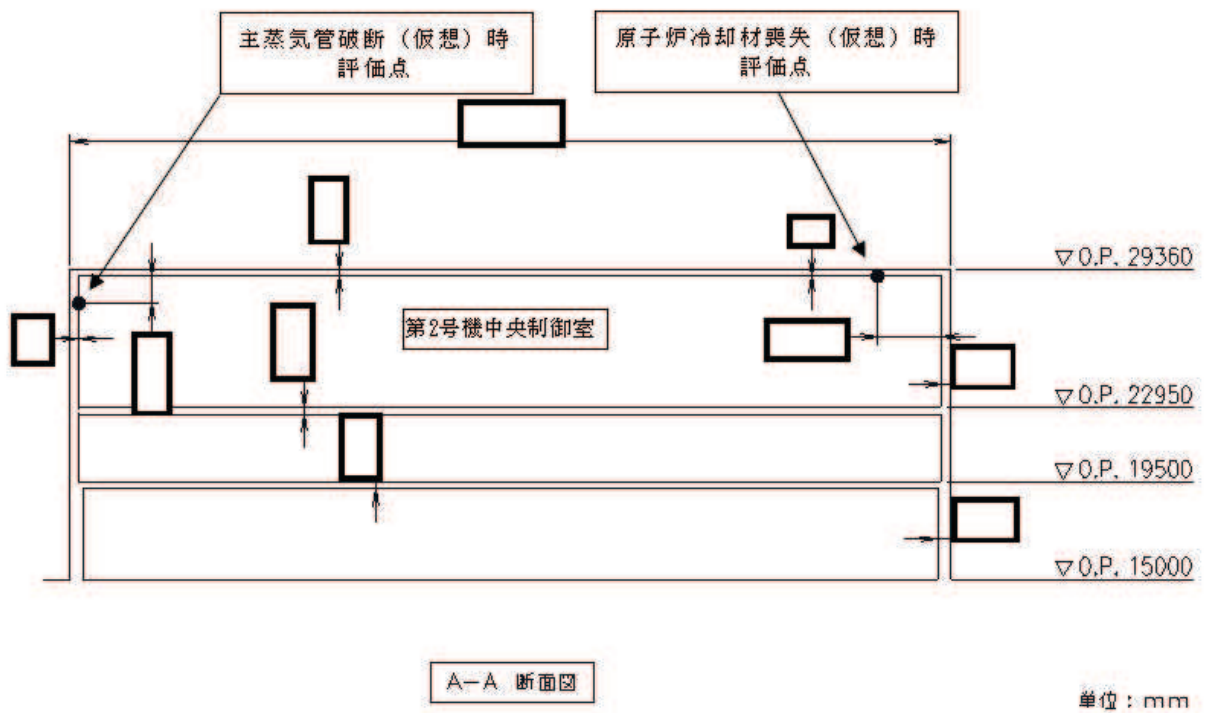 主蒸気管破断（仮想）時
評価点
原子炉冷却材喪失（仮想）時
評価点
▽O.P. 29360
第2号機中央制御室
▽O.P. 22950
▽O.P. 19500
▽O.P. 15000
A－A 断面図
単位：mm